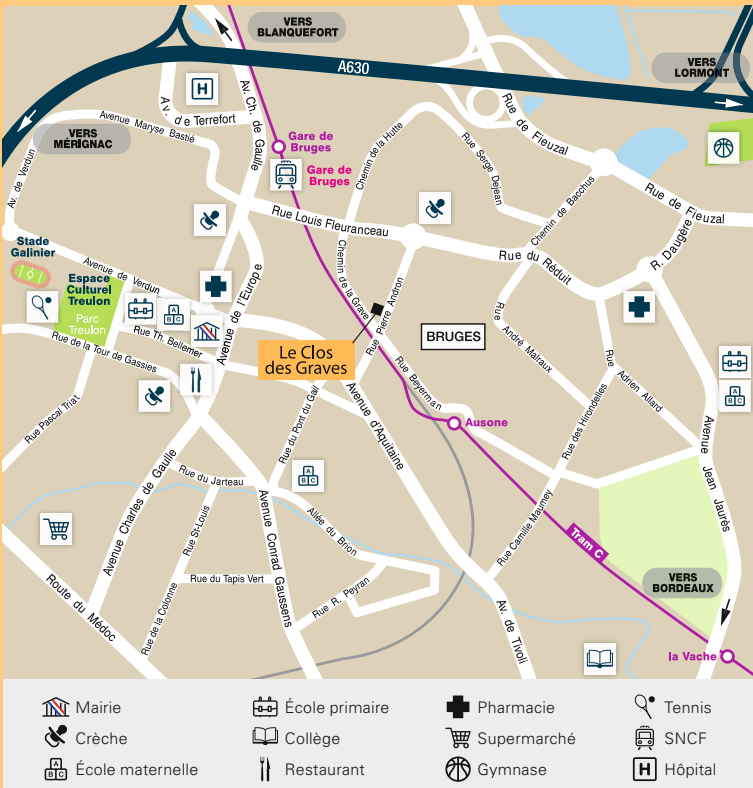 VERS
BLANQUEFORT
A630
VERS
LORMONT
VERS
MÉRIGNAC
Av. de Terrefort
Avenue Maryse Bastié
Av. Ch. de Gaulle
Av. de Verdun
Gare de
Bruges
Gare de
Bruges
Chemin de la Hutte
Rue Serge Dejean
Rue de Fieuzal
Rue de Fieuzal
Chemin de Bacchus
R. Daugère
Rue Louis Fleuranceau
Rue du Réduit
Stade
Galinier
Avenue de Verdun
Espace
Culturel
Treulon
Parc
Treulon
Avenue de l'Europe
Chemin de la Grave
Rue Pierre Andron
Rue Th. Bellemer
Rue de la Tour de Gassies
Le Clos
des Graves
BRUGES
Rue André Malraux
Rue Adrien Allard
Rue des Hirondelles
Rue Beyerman
Ausone
Rue Pascal Triat
Rue du Pont du Gail
Avenue d'Aquitaine
Avenue Jean Jaurès
Avenue Charles de Gaulle
Rue du Jarteau
Rue St-Louis
Avenue Conrad Gaussens
Allée du Brion
Rue Camille Maumey
Tram C
Rue du Tapis Vert
Rue R. Peyran
Rue de la Colonne
Route du Médoc
Av. de Tivoli
VERS
BORDEAUX
la Vache
A
B C
A
B C
A
B C
H
Mairie
École primaire
Pharmacie
Tennis
Crèche
Collège
Supermarché
SNCF
A
B C
École maternelle
Restaurant
Gymnase
H
Hôpital